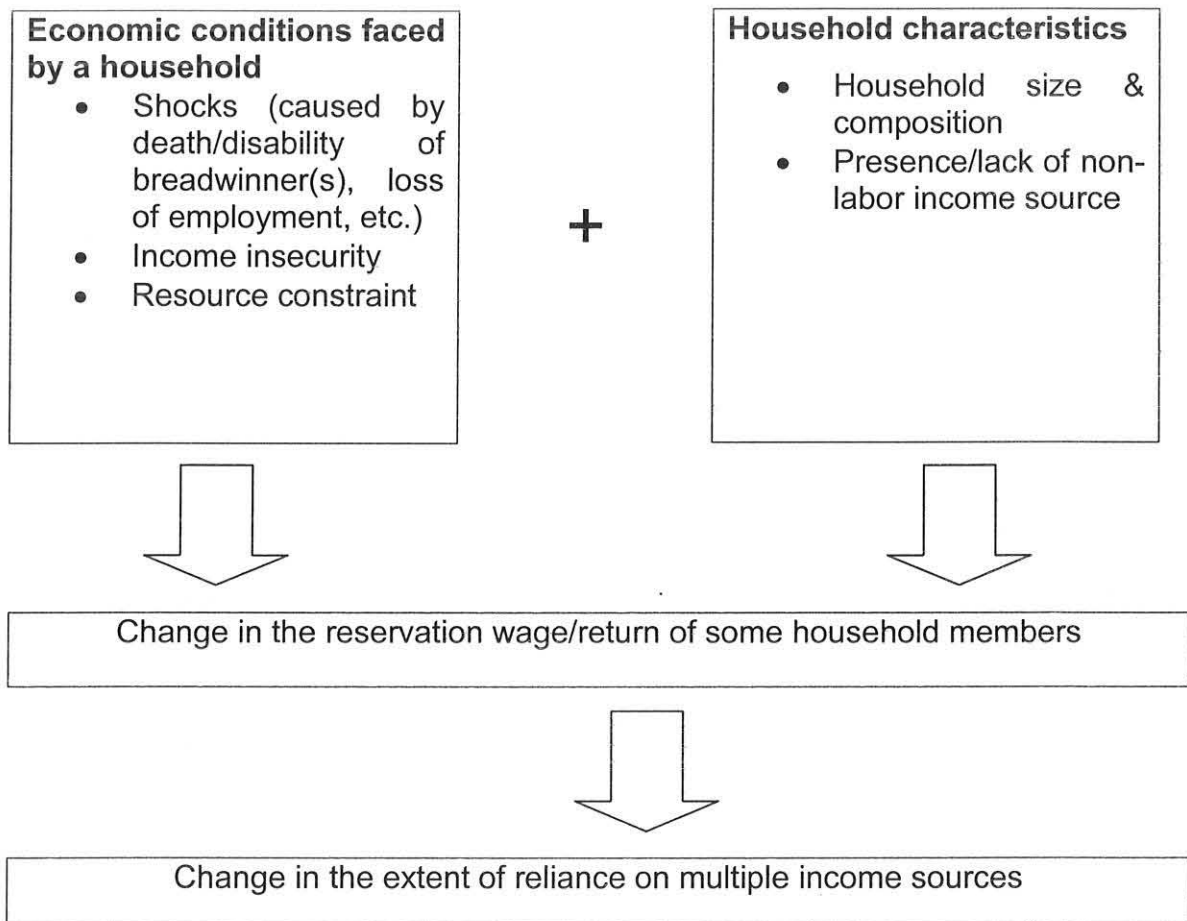 Economic conditions faced
by a household
• Shocks (caused by
death/disability of
breadwinner(s), loss
of employment, etc.)
• Income insecurity
• Resource constraint
+
Household characteristics
• Household size &
composition
• Presence/lack of non-
labor income source
Change in the reservation wage/return of some household members
Change in the extent of reliance on multiple income sources